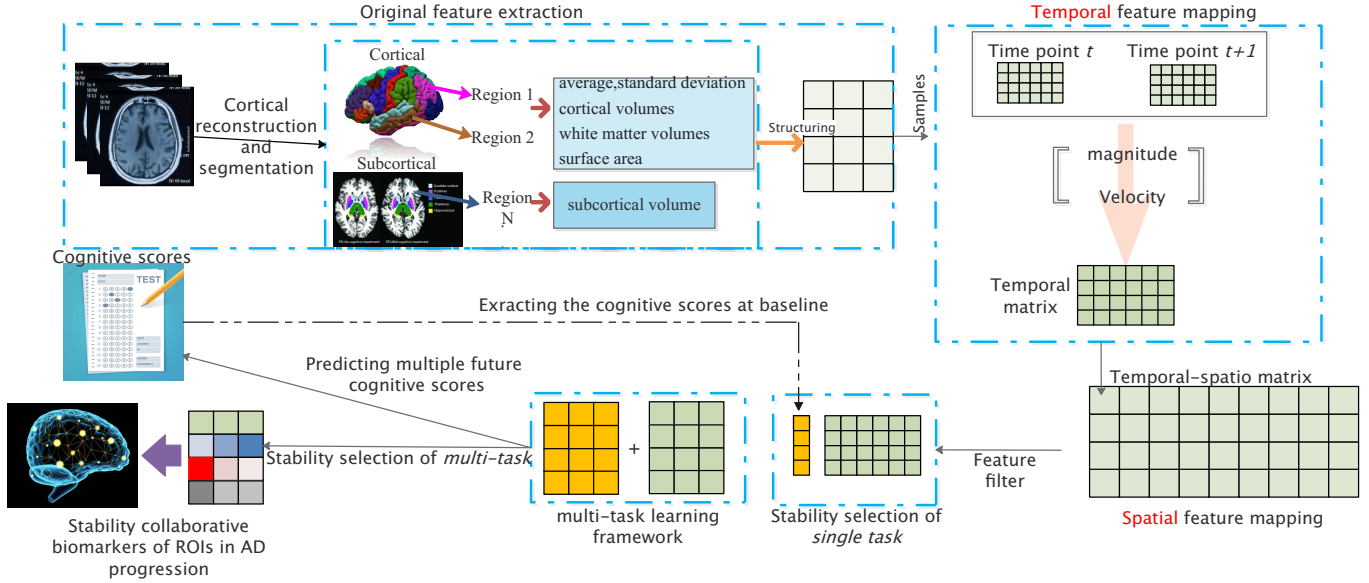 Original feature extraction
Temporal feature mapping
Cortical
reconstruction
and
segmentation
Cortical
Region 1
Region 2
Subcortical
Region
N
average,standard deviation
cortical volumes
white matter volumes
surface area
subcortical volume
Structuring
Samples
Time point t
Time point t+1
magnitude
Velocity
Temporal
matrix
Cognitive scores
TEST
Extracting the cognitive scores at baseline
Predicting multiple future
cognitive scores
Temporal-spatio matrix
Feature
filter
Spatial feature mapping
Stability selection of
single task
multi-task learning
framework
Stability selection of multi-task
Stability collaborative
biomarkers of ROIs in AD
progression